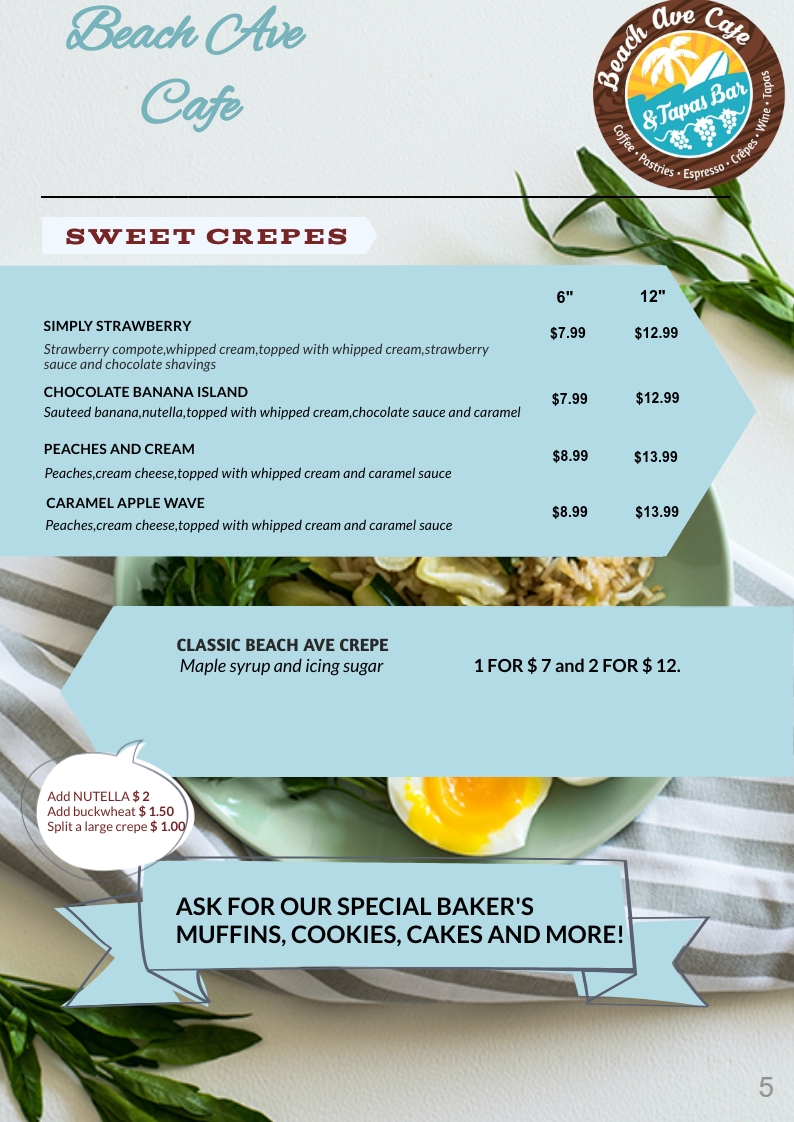 Beach Ave
Cafe
Beach Ave Cafe
& Tapas Bar
Coffee • Pastries • Espresso • Crêpes • Wine • Tapas
SWEET CREPES
6" 12"
SIMPLY STRAWBERRY $7.99 $12.99
Strawberry compote,whipped cream,topped with whipped cream,strawberry
sauce and chocolate shavings
CHOCOLATE BANANA ISLAND $7.99 $12.99
Sauteed banana,nutella,topped with whipped cream,chocolate sauce and caramel
PEACHES AND CREAM $8.99 $13.99
Peaches,cream cheese,topped with whipped cream and caramel sauce
CARAMEL APPLE WAVE $8.99 $13.99
Peaches,cream cheese,topped with whipped cream and caramel sauce
CLASSIC BEACH AVE CREPE
Maple syrup and icing sugar 1 FOR $ 7 and 2 FOR $ 12.
Add NUTELLA $ 2
Add buckwheat $ 1.50
Split a large crepe $ 1.00
ASK FOR OUR SPECIAL BAKER'S
MUFFINS, COOKIES, CAKES AND MORE!
5